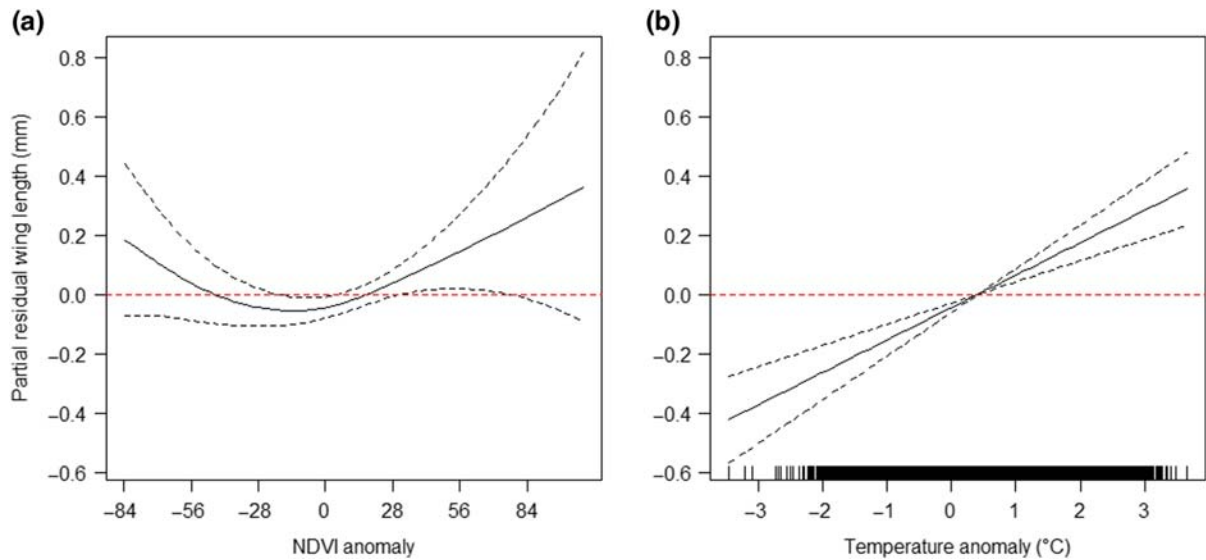 (a)
0.8
0.6
0.4
0.2
0.0
−0.2
−0.4
−0.6
Partial residual wing length (mm)
−84 −56 −28 0 28 56 84
NDVI anomaly
(b)
0.8
0.6
0.4
0.2
0.0
−0.2
−0.4
−0.6
−3 −2 −1 0 1 2 3
Temperature anomaly (°C)